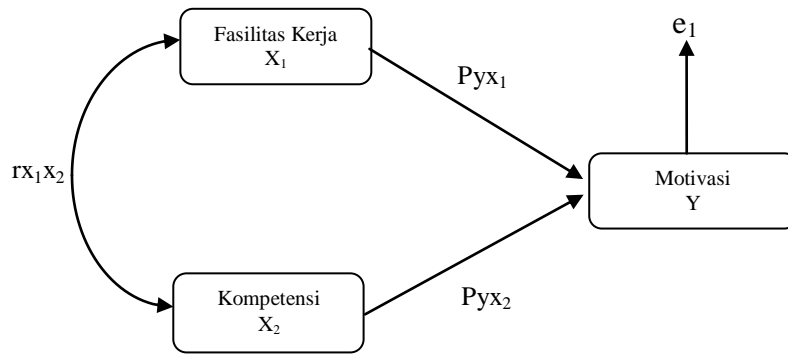 Fasilitas Kerja
X₁
e₁
Pyx₁
rx₁x₂
Motivasi
Y
Kompetensi
X₂
Pyx₂